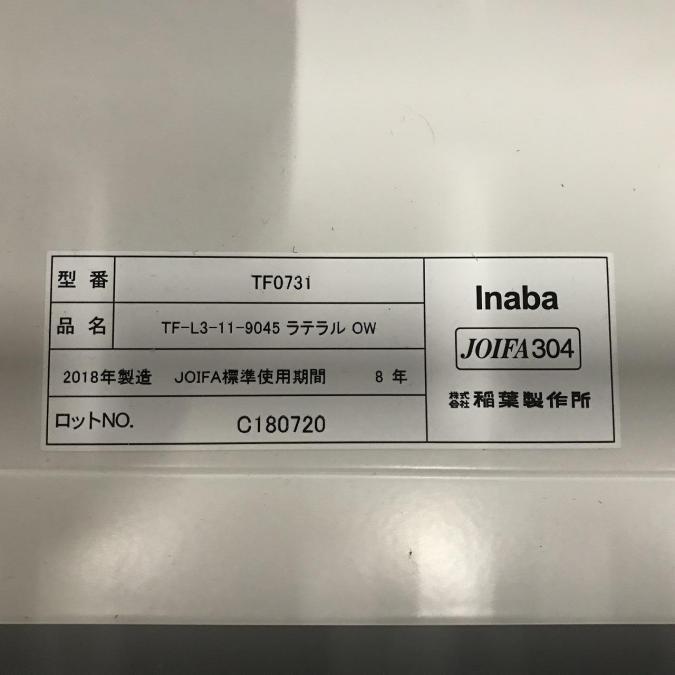 型番 TF0731
品名 TF-L3-11-9045 ラテラル OW
2018年製造 JOIFA標準使用期間 8年
ロットNO. C180720
Inaba
JOIFA304
株式会社 稲葉製作所